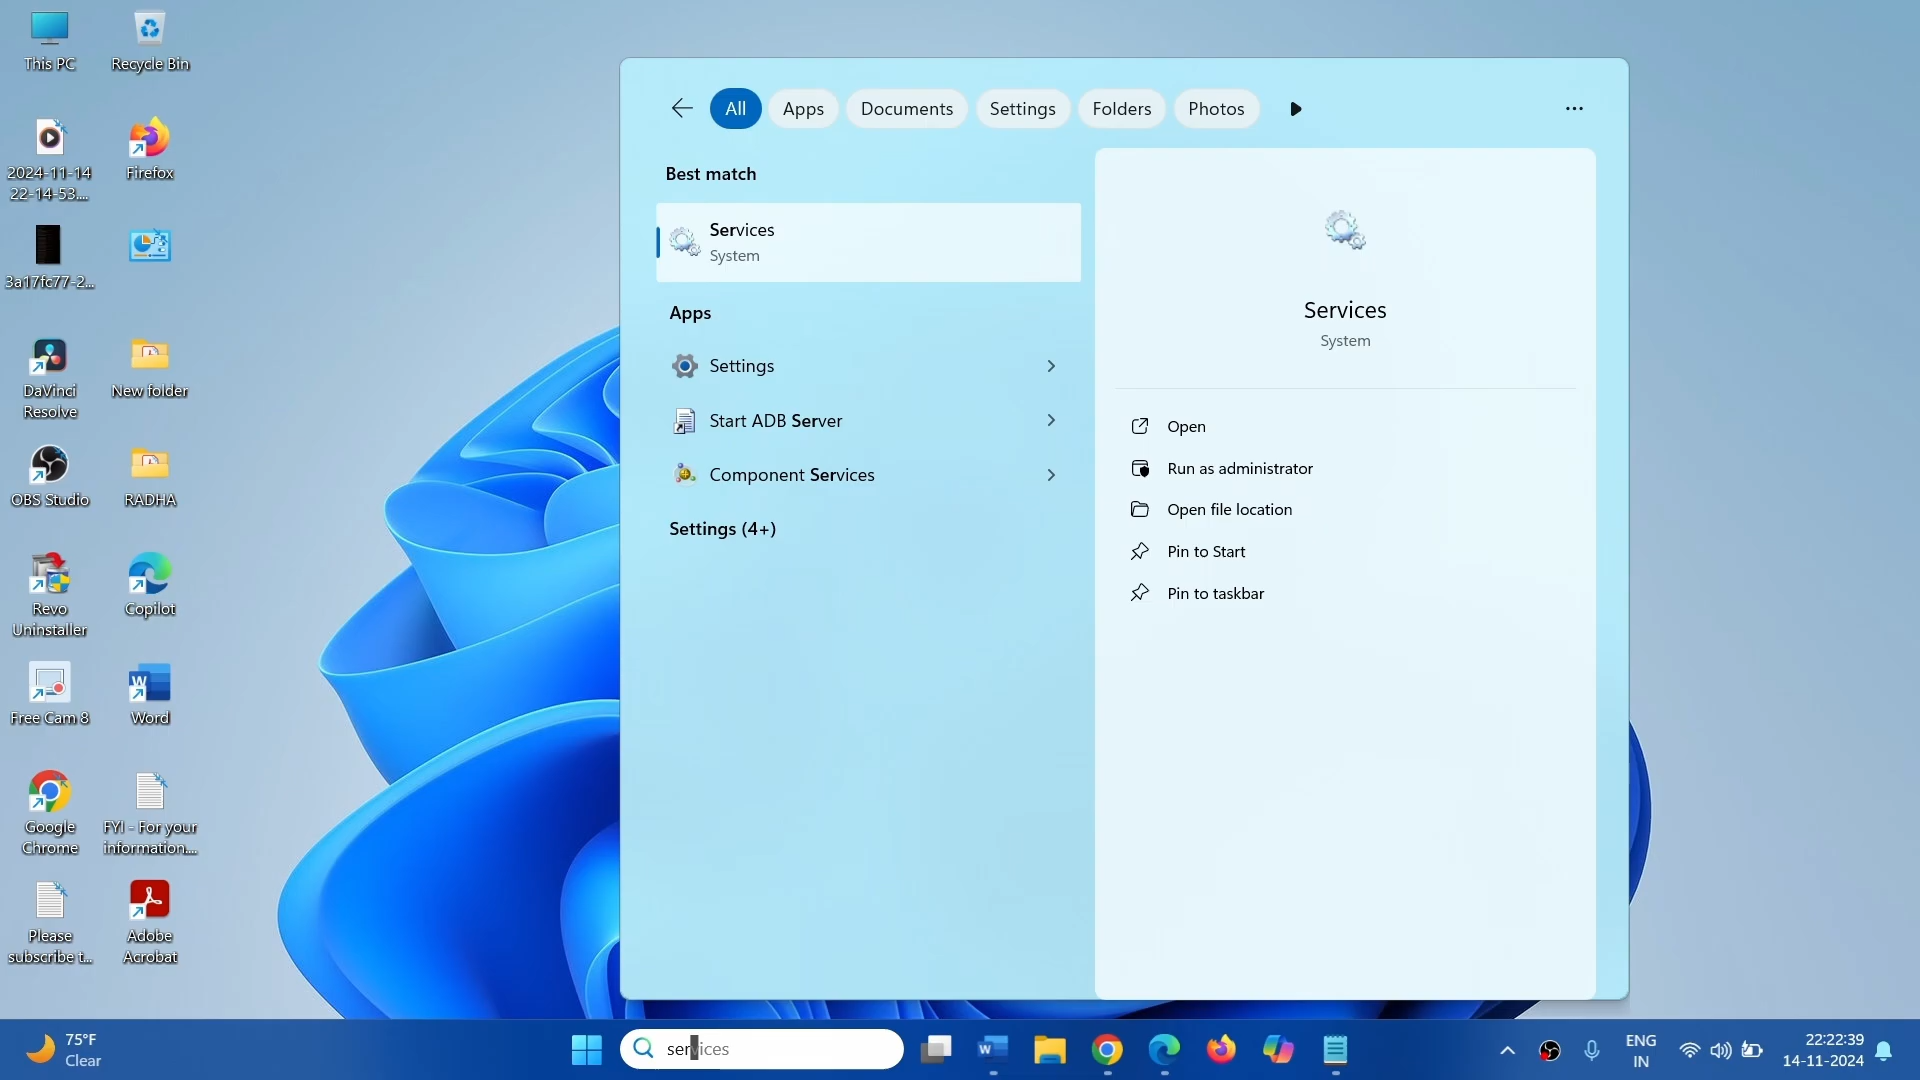 This PC
Recycle Bin
2024-11-14
22-14-53....
Firefox
3a17fc77-2...
DaVinci
Resolve
New folder
OBS Studio
RADHA
Revo
Uninstaller
Copilot
Free Cam 8
Word
Google
Chrome
FYI - For your
information....
Please
subscribe t...
Adobe
Acrobat
All
Apps
Documents
Settings
Folders
Photos
Best match
Services
System
Apps
Settings
Start ADB Server
Component Services
Settings (4+)
Services
System
Open
Run as administrator
Open file location
Pin to Start
Pin to taskbar
75°F
Clear
services
ENG
IN
22:22:39
14-11-2024